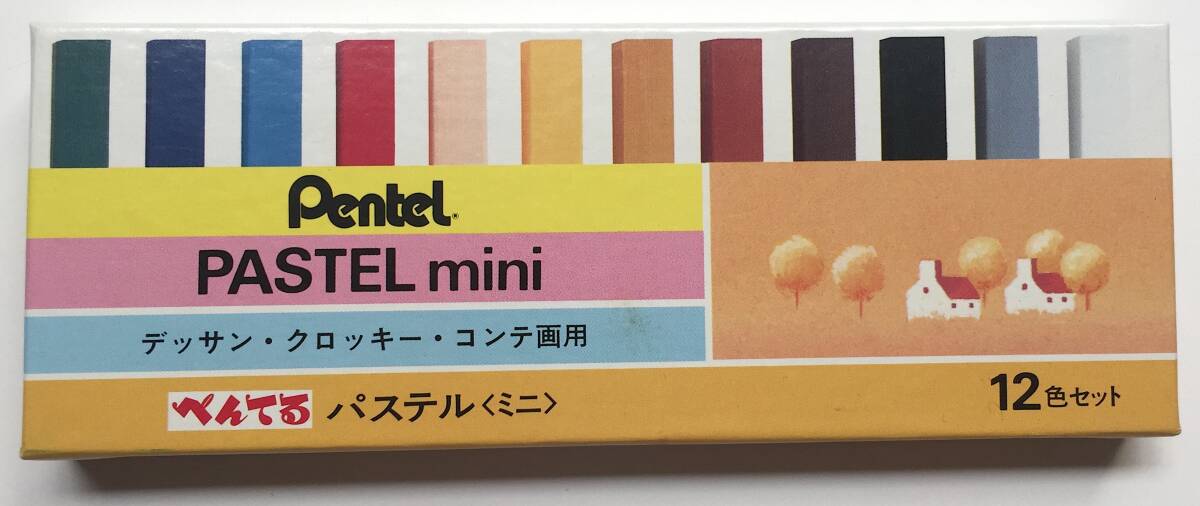 Pentel®
PASTEL mini
デッサン・クロッキー・コンテ画用
ぺんてる パステル〈ミニ〉
12色セット